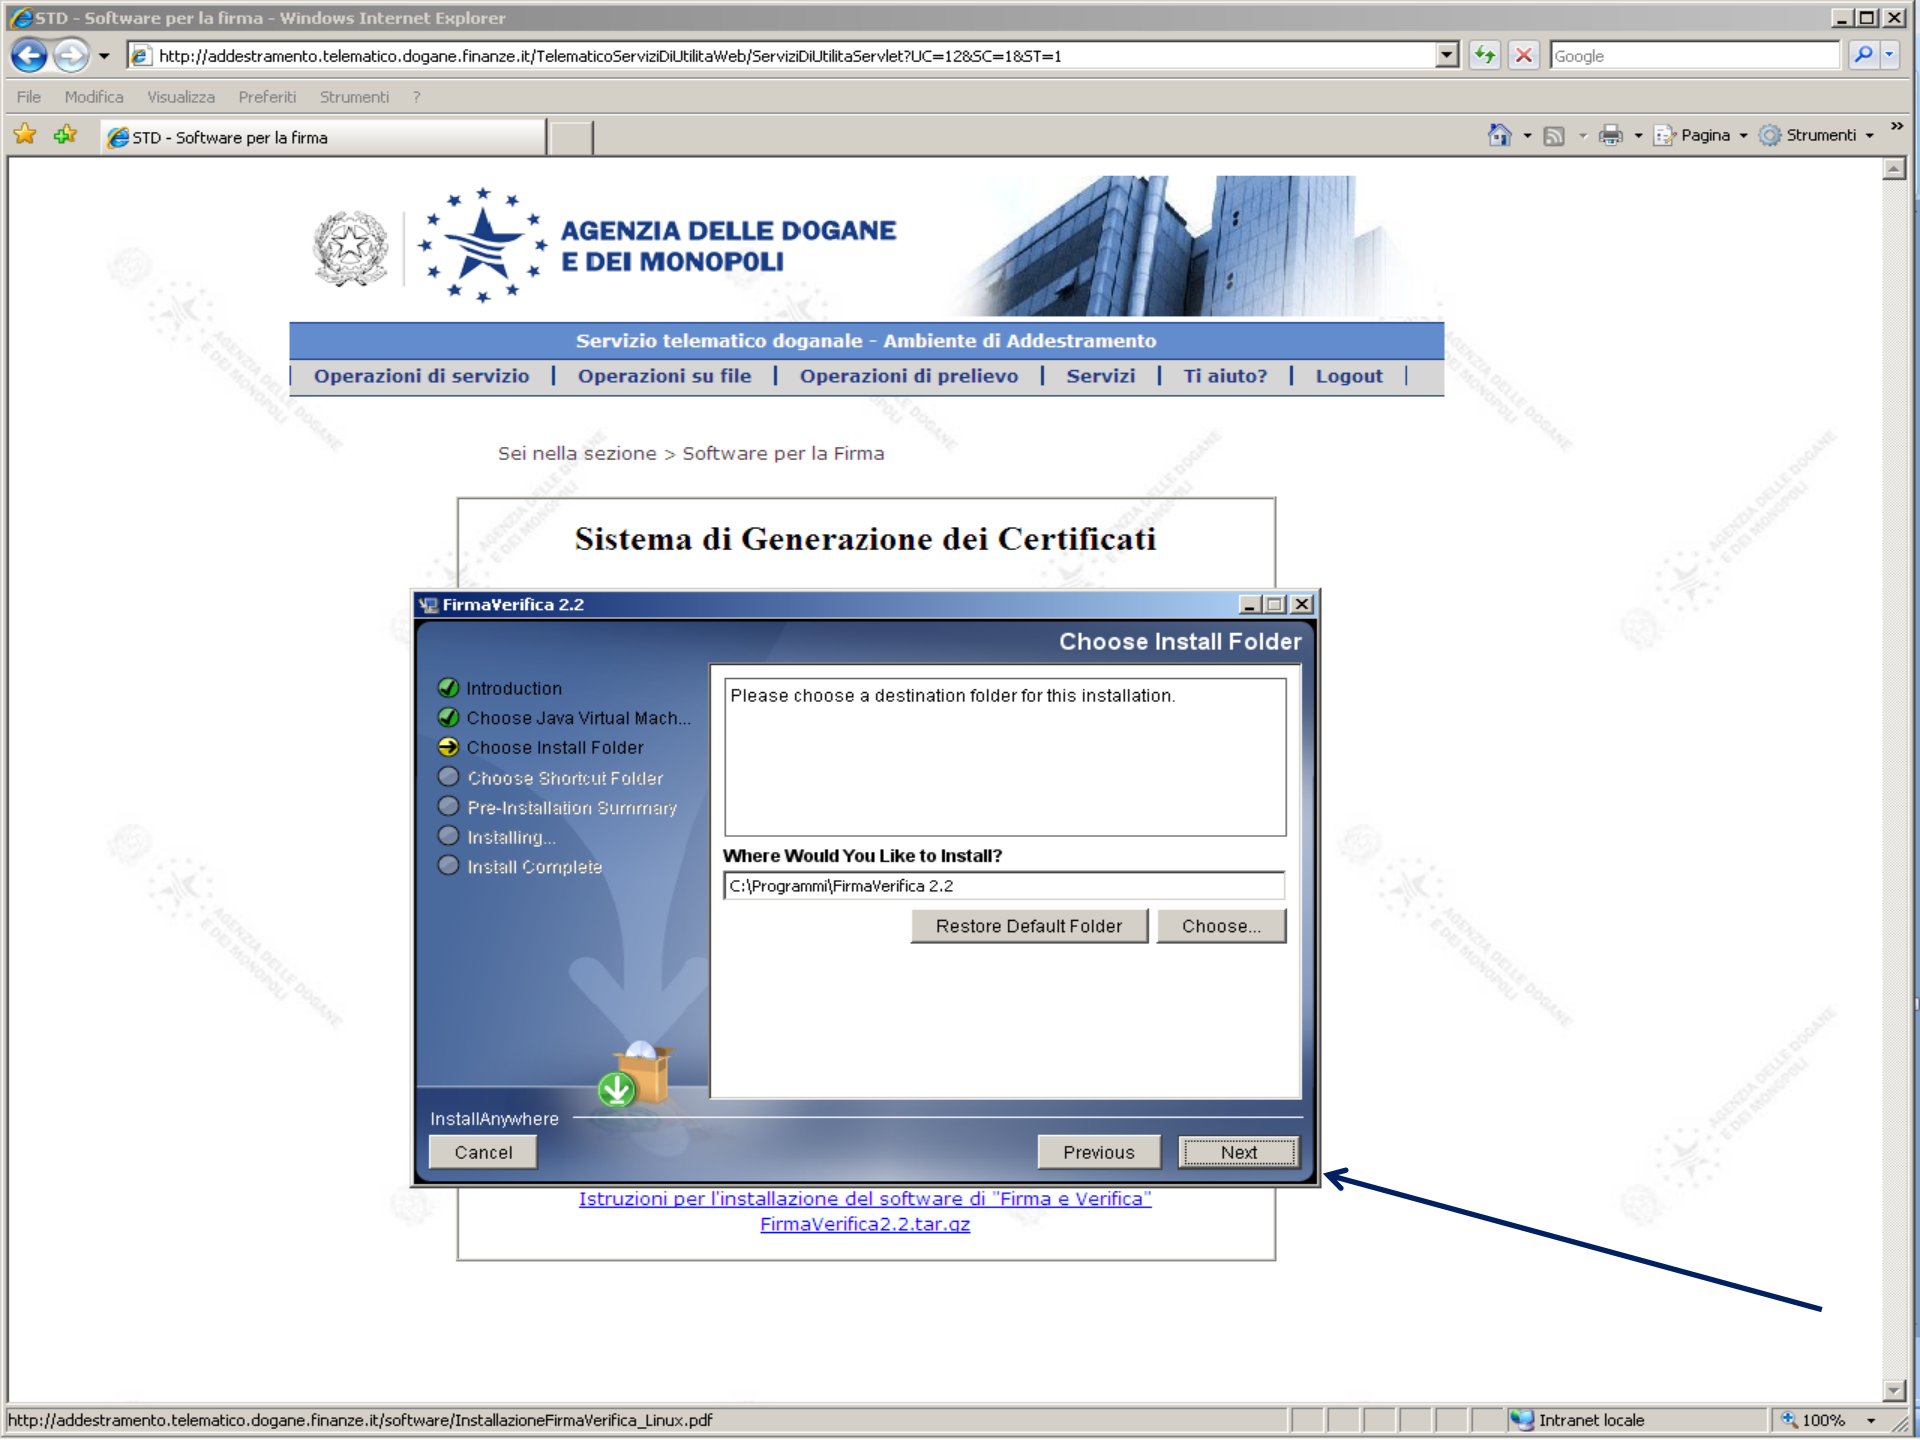 STD - Software per la firma - Windows Internet Explorer
http://addestramento.telematico.dogane.finanze.it/TelematicoServiziDiUtilitaWeb/ServiziDiUtilitaServlet?UC=12&SC=1&ST=1
Google
File Modifica Visualizza Preferiti Strumenti ?
STD - Software per la firma
Pagina Strumenti »
AGENZIA DELLE DOGANE
E DEI MONOPOLI
Servizio telematico doganale - Ambiente di Addestramento
Operazioni di servizio | Operazioni su file | Operazioni di prelievo | Servizi | Ti aiuto? | Logout |
Sei nella sezione > Software per la Firma
Sistema di Generazione dei Certificati
FirmaVerifica 2.2
Choose Install Folder
Introduction
Choose Java Virtual Mach...
Choose Install Folder
Choose Shortcut Folder
Pre-Installation Summary
Installing...
Install Complete
Please choose a destination folder for this installation.
Where Would You Like to Install?
C:\Programmi\FirmaVerifica 2.2
Restore Default Folder
Choose...
InstallAnywhere
Cancel
Previous
Next
Istruzioni per l'installazione del software di "Firma e Verifica"
FirmaVerifica2.2.tar.gz
http://addestramento.telematico.dogane.finanze.it/software/InstallazioneFirmaVerifica_Linux.pdf
Intranet locale
100%